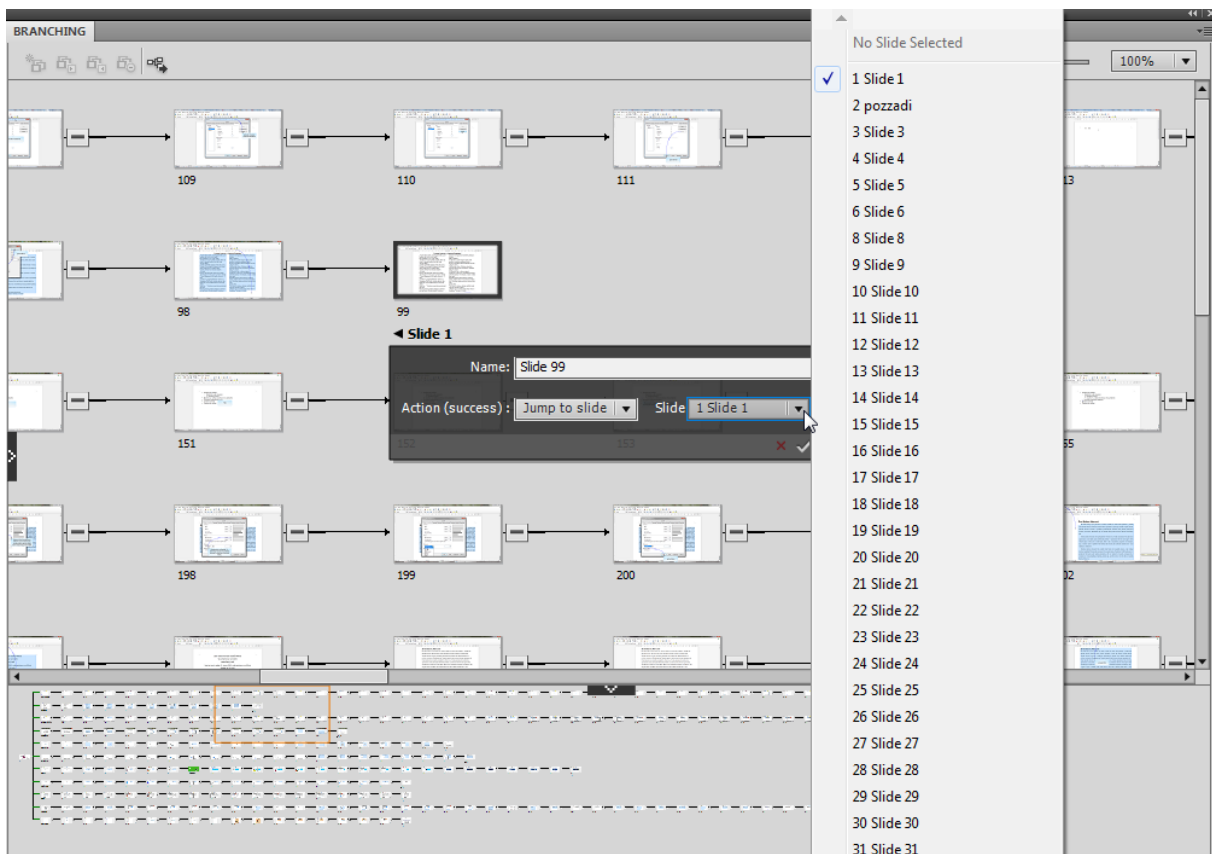 BRANCHING
100%
109
110
111
13
98
99
Slide 1
Name: Slide 99
Action (success) : Jump to slide Slide 1 Slide 1
151
152
153
55
198
199
200
02
No Slide Selected
1 Slide 1
2 pozzadi
3 Slide 3
4 Slide 4
5 Slide 5
6 Slide 6
8 Slide 8
9 Slide 9
10 Slide 10
11 Slide 11
12 Slide 12
13 Slide 13
14 Slide 14
15 Slide 15
16 Slide 16
17 Slide 17
18 Slide 18
19 Slide 19
20 Slide 20
21 Slide 21
22 Slide 22
23 Slide 23
24 Slide 24
25 Slide 25
26 Slide 26
27 Slide 27
28 Slide 28
29 Slide 29
30 Slide 30
31 Slide 31